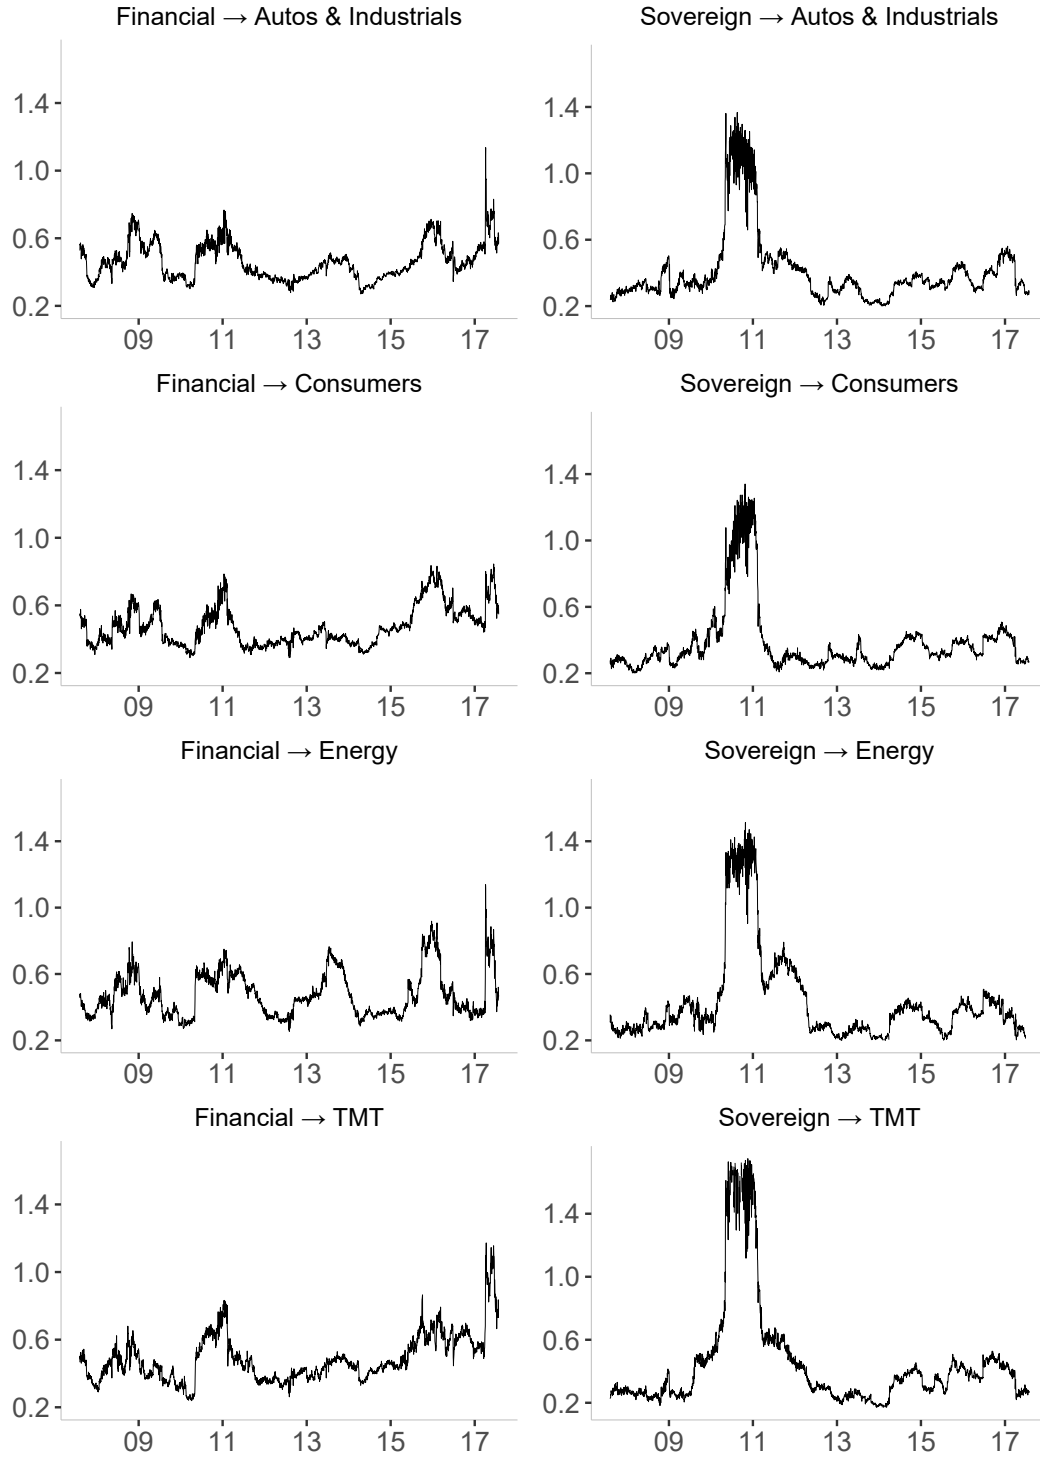 Financial → Autos & Industrials
1.4
1.0
0.6
0.2
09 11 13 15 17
Sovereign → Autos & Industrials
1.4
1.0
0.6
0.2
09 11 13 15 17
Financial → Consumers
1.4
1.0
0.6
0.2
09 11 13 15 17
Sovereign → Consumers
1.4
1.0
0.6
0.2
09 11 13 15 17
Financial → Energy
1.4
1.0
0.6
0.2
09 11 13 15 17
Sovereign → Energy
1.4
1.0
0.6
0.2
09 11 13 15 17
Financial → TMT
1.4
1.0
0.6
0.2
09 11 13 15 17
Sovereign → TMT
1.4
1.0
0.6
0.2
09 11 13 15 17